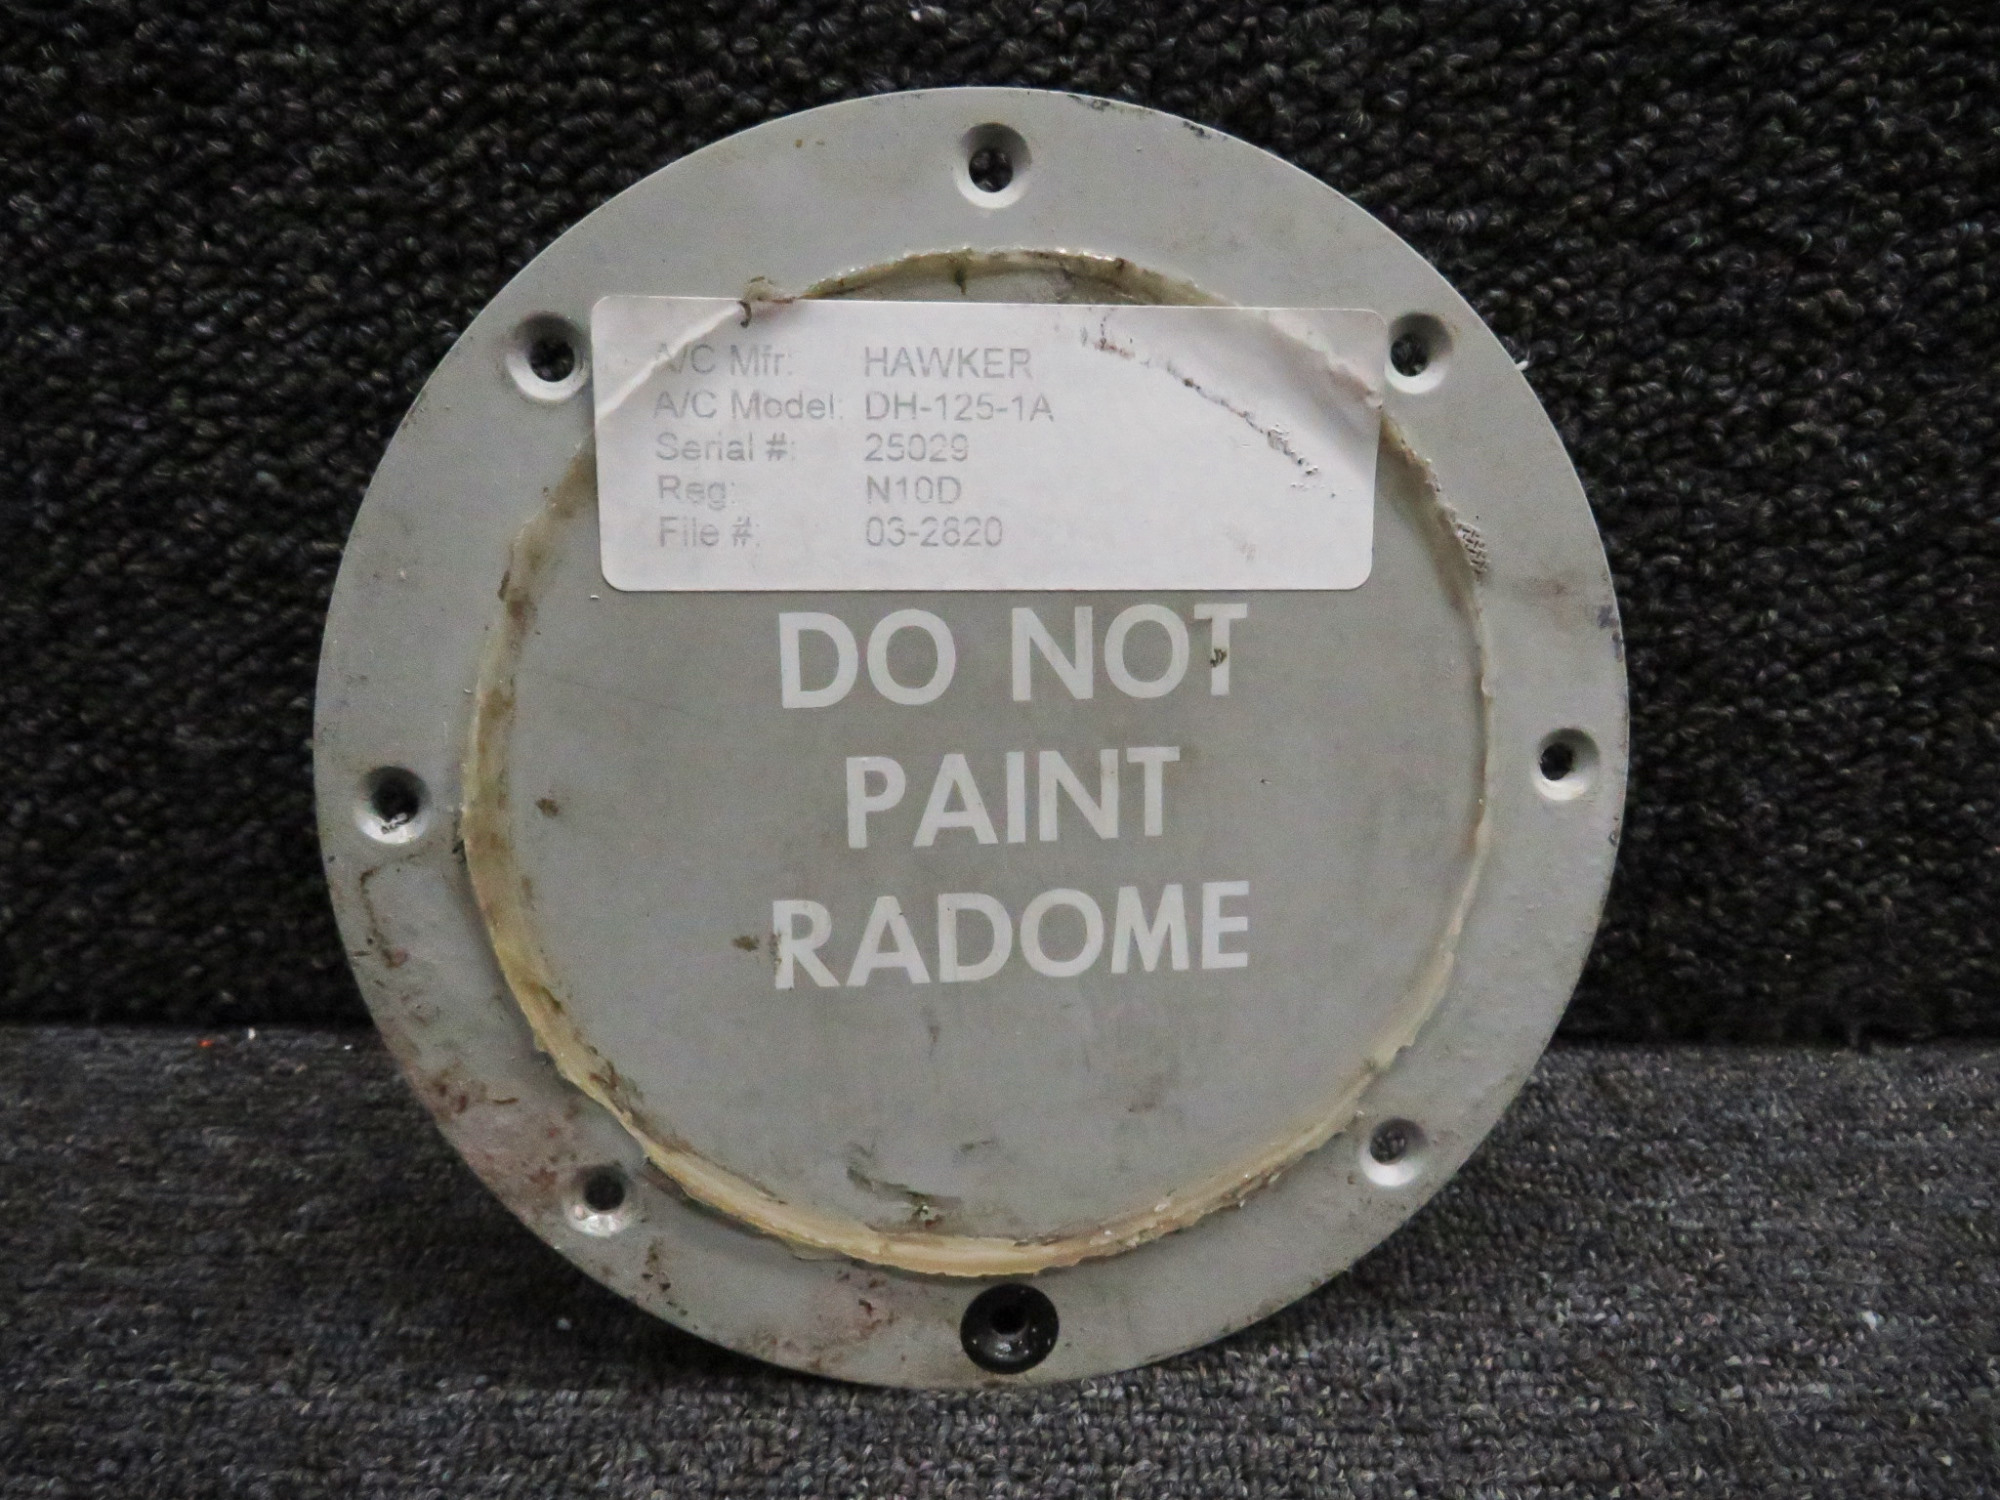 A/C Mfr: HAWKER
A/C Model: DH-125-1A
Serial #: 25029
Reg: N10D
File #: 03-2820
DO NOT
PAINT
RADOME